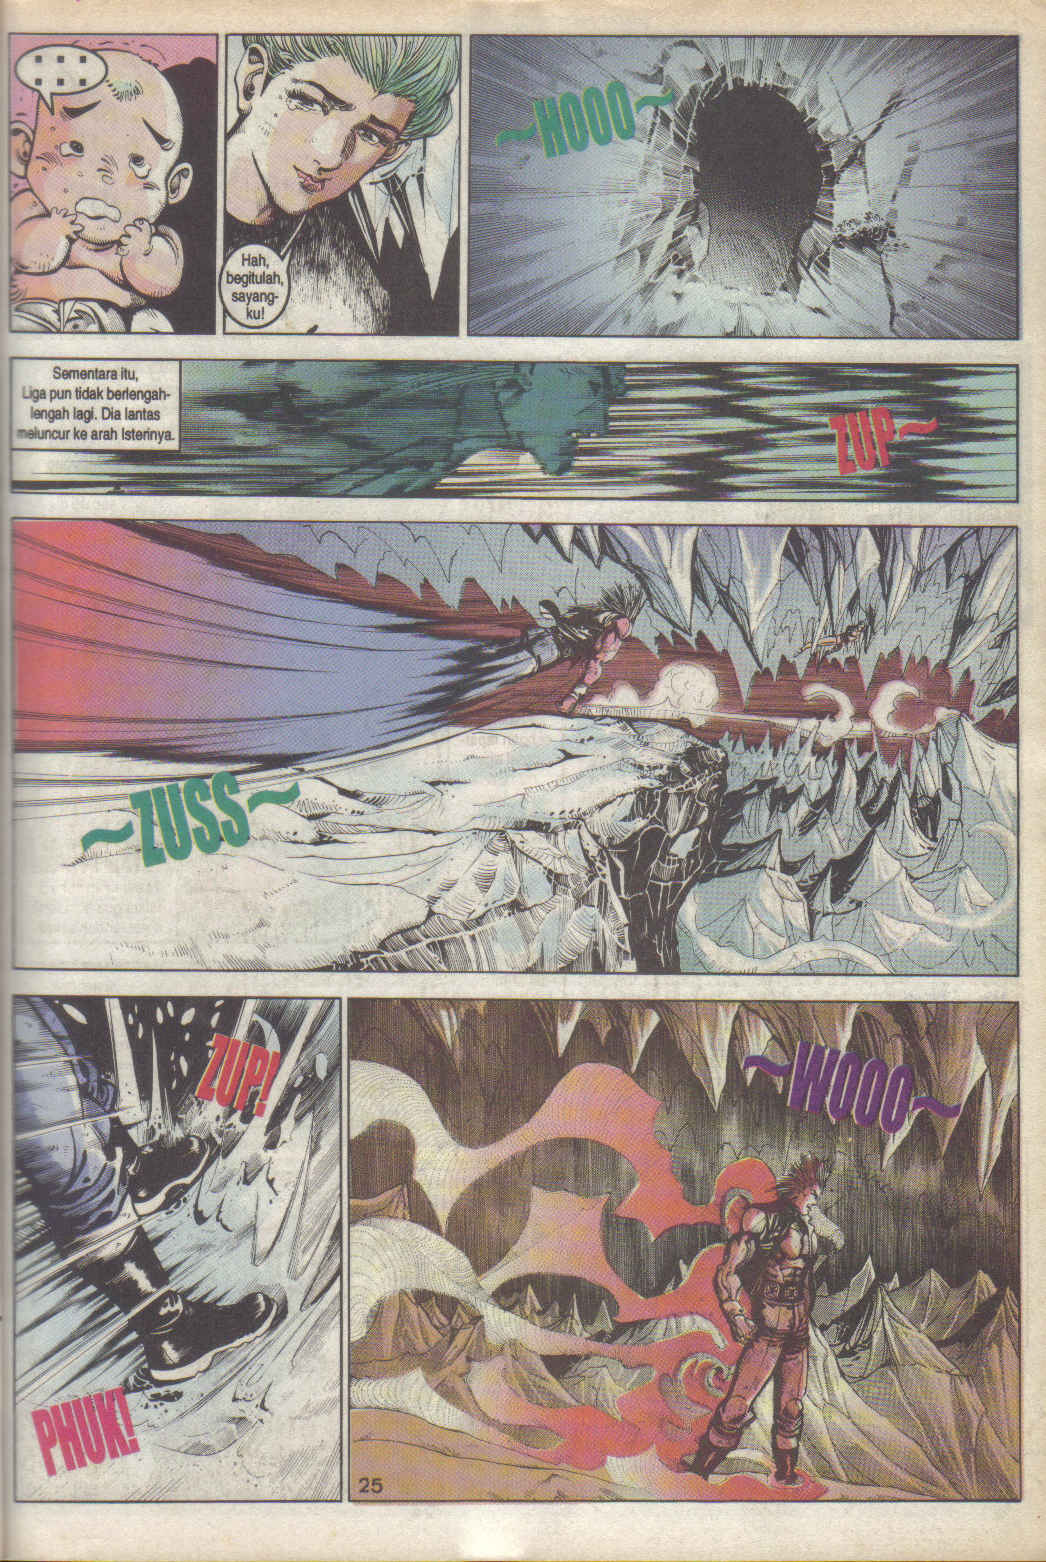 Hah,
begitulah,
sayang-
ku!
~HOOO~
Sementara itu,
Liga pun tidak berlengah-
lengah lagi. Dia lantas
meluncur ke arah Isterinya.
ZUP~
~ZUSS~
ZUP!
PHUK!
~WOOO~
25